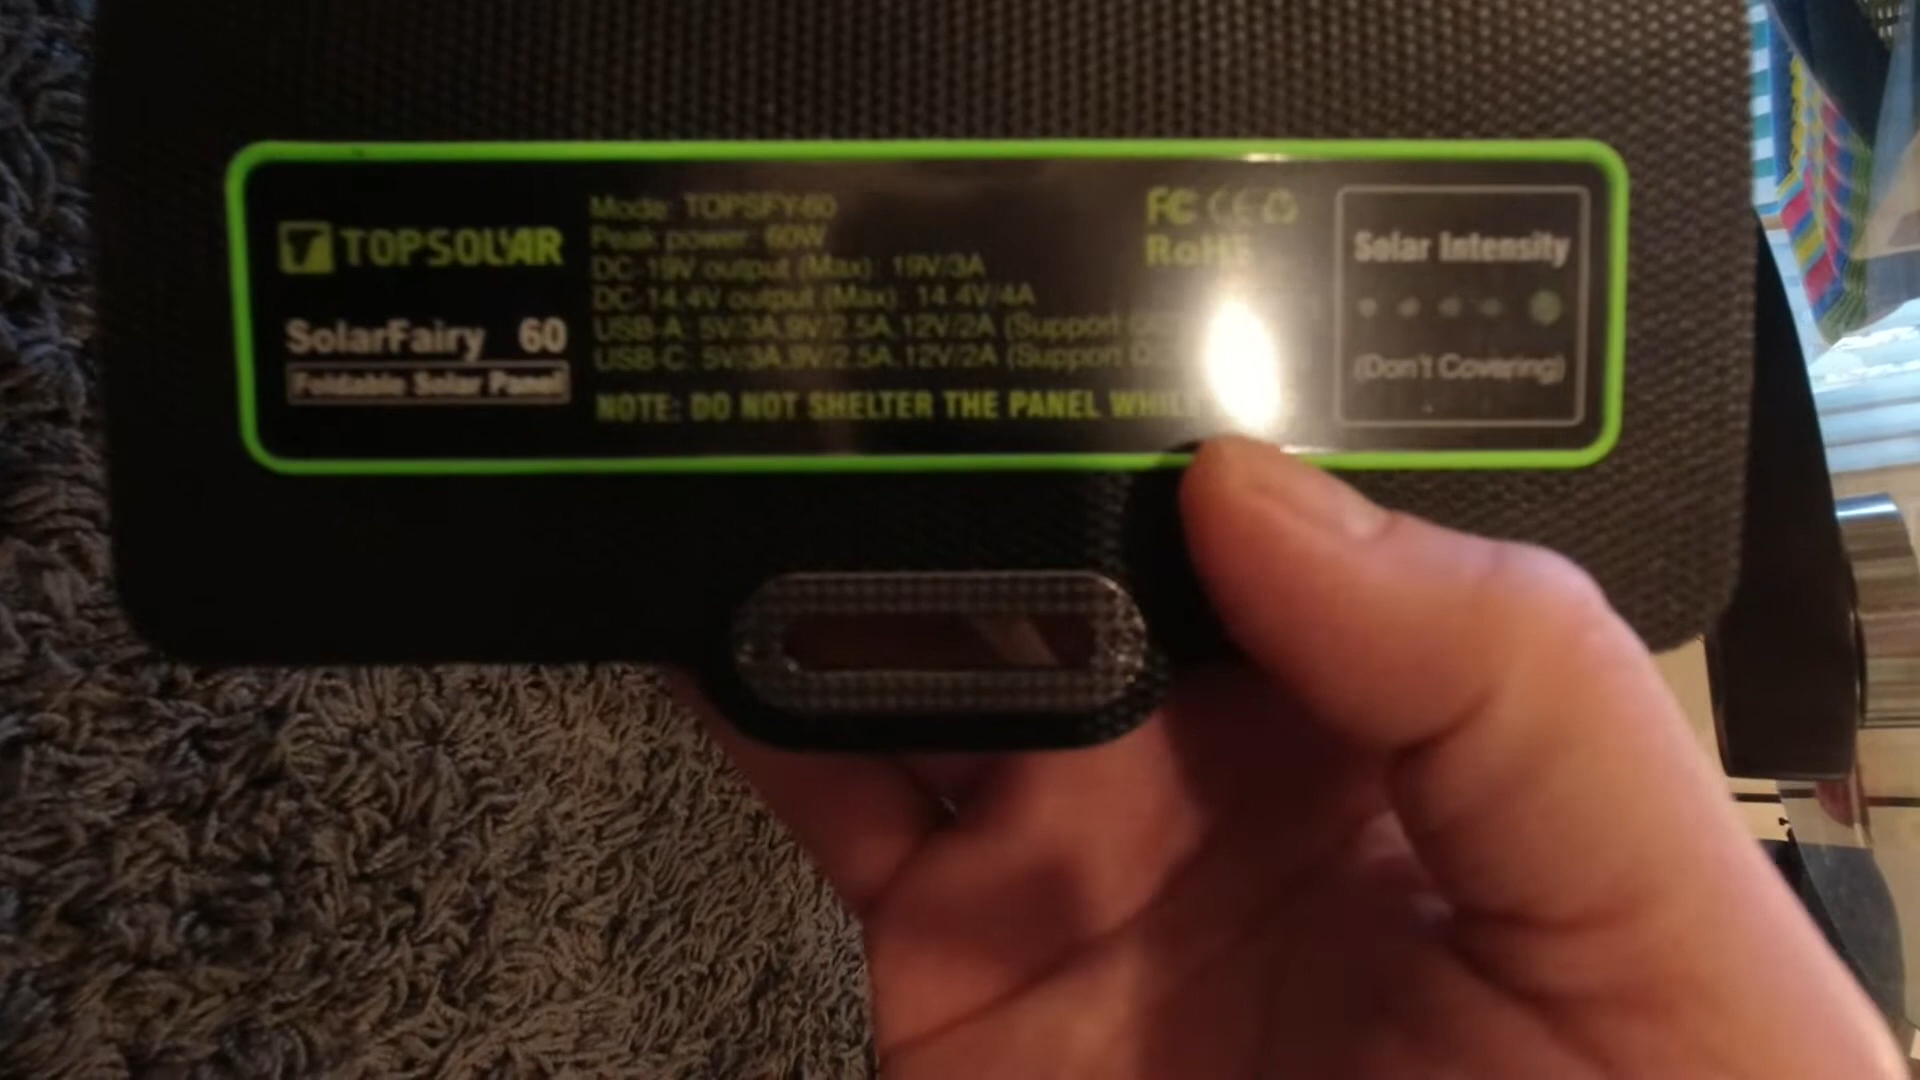 TOPSOLAR
SolarFairy 60
Foldable Solar Panel
Mode: TOPSFY-60
Peak power: 60W
DC-19V output (Max): 19V/3A
DC-14.4V output (Max): 14.4V/4A
USB-A: 5V/3A,9V/2.5A,12V/2A (Support
USB-C: 5V/3A,9V/2.5A,12V/2A (Support
NOTE: DO NOT SHELTER THE PANEL
FC CE
RoHS
Solar Intensity
(Don't Covering)